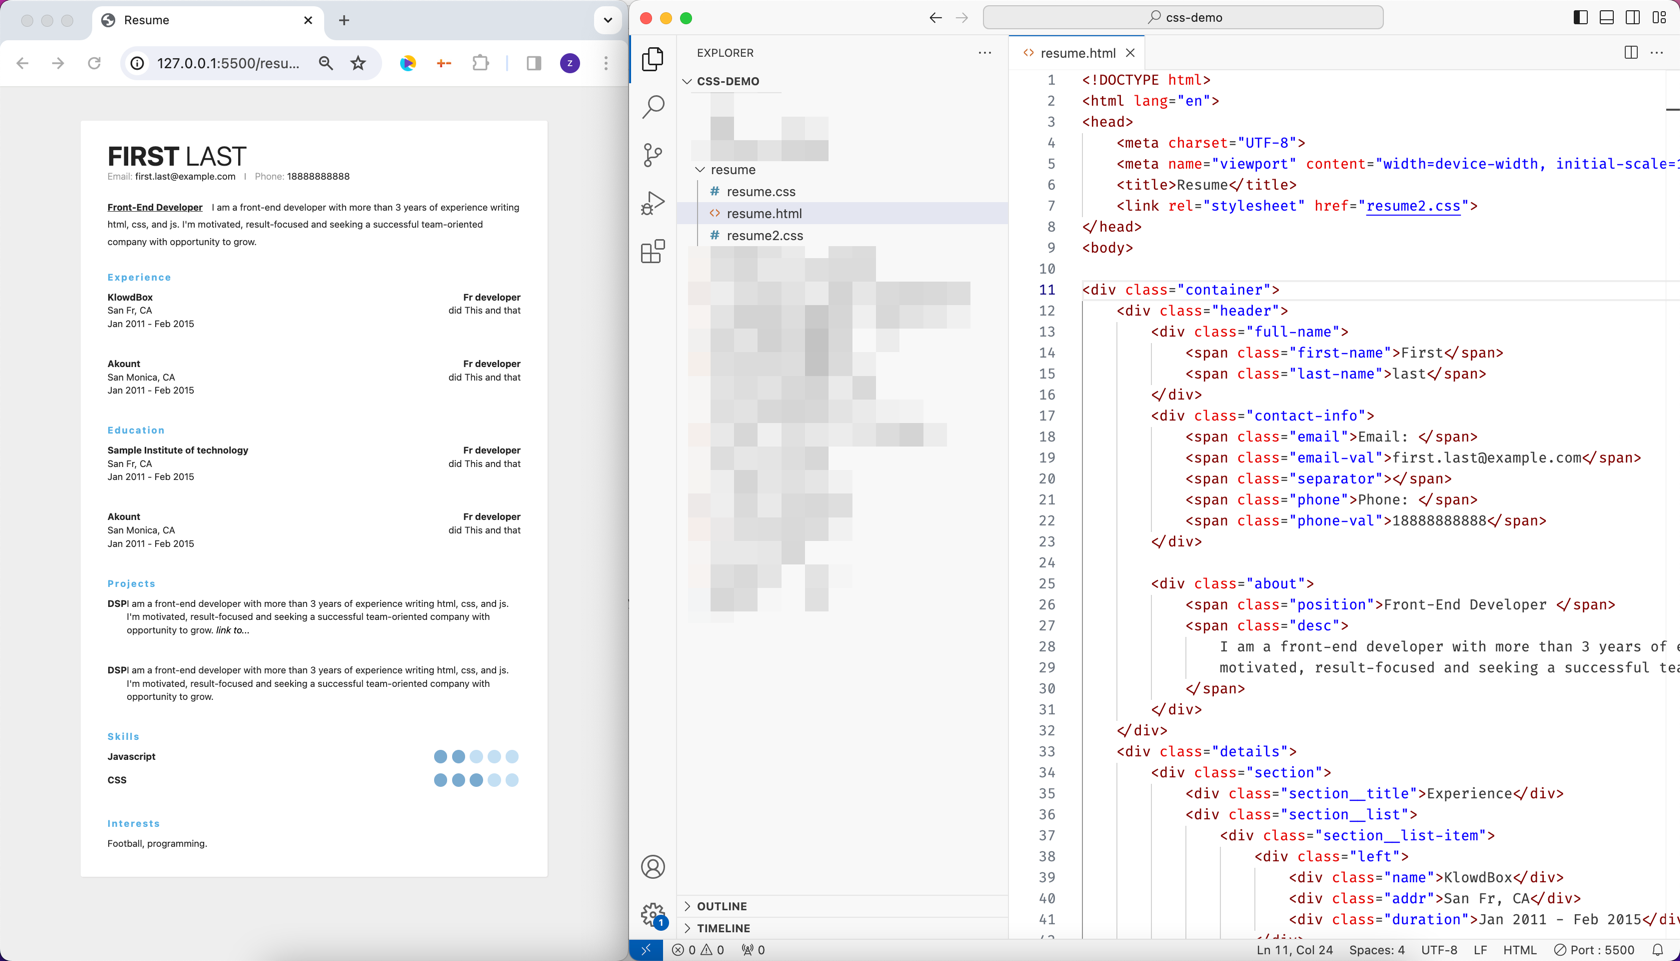 Resume
127.0.0.1:5500/resu...
Z
FIRST LAST
Email: first.last@example.com | Phone: 18888888888
Front-End Developer I am a front-end developer with more than 3 years of experience writing
html, css, and js. I'm motivated, result-focused and seeking a successful team-oriented
company with opportunity to grow.
Experience
KlowdBox Fr developer
San Fr, CA did This and that
Jan 2011 - Feb 2015
Akount Fr developer
San Monica, CA did This and that
Jan 2011 - Feb 2015
Education
Sample Institute of technology Fr developer
San Fr, CA did This and that
Jan 2011 - Feb 2015
Akount Fr developer
San Monica, CA did This and that
Jan 2011 - Feb 2015
Projects
DSPI am a front-end developer with more than 3 years of experience writing html, css, and js.
I'm motivated, result-focused and seeking a successful team-oriented company with
opportunity to grow. link to...
DSPI am a front-end developer with more than 3 years of experience writing html, css, and js.
I'm motivated, result-focused and seeking a successful team-oriented company with
opportunity to grow.
Skills
Javascript
CSS
Interests
Football, programming.
css-demo
EXPLORER
CSS-DEMO
resume
# resume.css
<> resume.html
# resume2.css
OUTLINE
TIMELINE
1
<> resume.html
1 <!DOCTYPE html>
2 <html lang="en">
3 <head>
4 <meta charset="UTF-8">
5 <meta name="viewport" content="width=device-width, initial-scale=1
6 <title>Resume</title>
7 <link rel="stylesheet" href="resume2.css">
8 </head>
9 <body>
10
11 <div class="container">
12 <div class="header">
13 <div class="full-name">
14 <span class="first-name">First</span>
15 <span class="last-name">last</span>
16 </div>
17 <div class="contact-info">
18 <span class="email">Email: </span>
19 <span class="email-val">first.last@example.com</span>
20 <span class="separator"></span>
21 <span class="phone">Phone: </span>
22 <span class="phone-val">18888888888</span>
23 </div>
24
25 <div class="about">
26 <span class="position">Front-End Developer </span>
27 <span class="desc">
28 I am a front-end developer with more than 3 years of e
29 motivated, result-focused and seeking a successful tea
30 </span>
31 </div>
32 </div>
33 <div class="details">
34 <div class="section">
35 <div class="section__title">Experience</div>
36 <div class="section__list">
37 <div class="section__list-item">
38 <div class="left">
39 <div class="name">KlowdBox</div>
40 <div class="addr">San Fr, CA</div>
41 <div class="duration">Jan 2011 - Feb 2015</di
0 0 0 Ln 11, Col 24 Spaces: 4 UTF-8 LF HTML Port : 5500